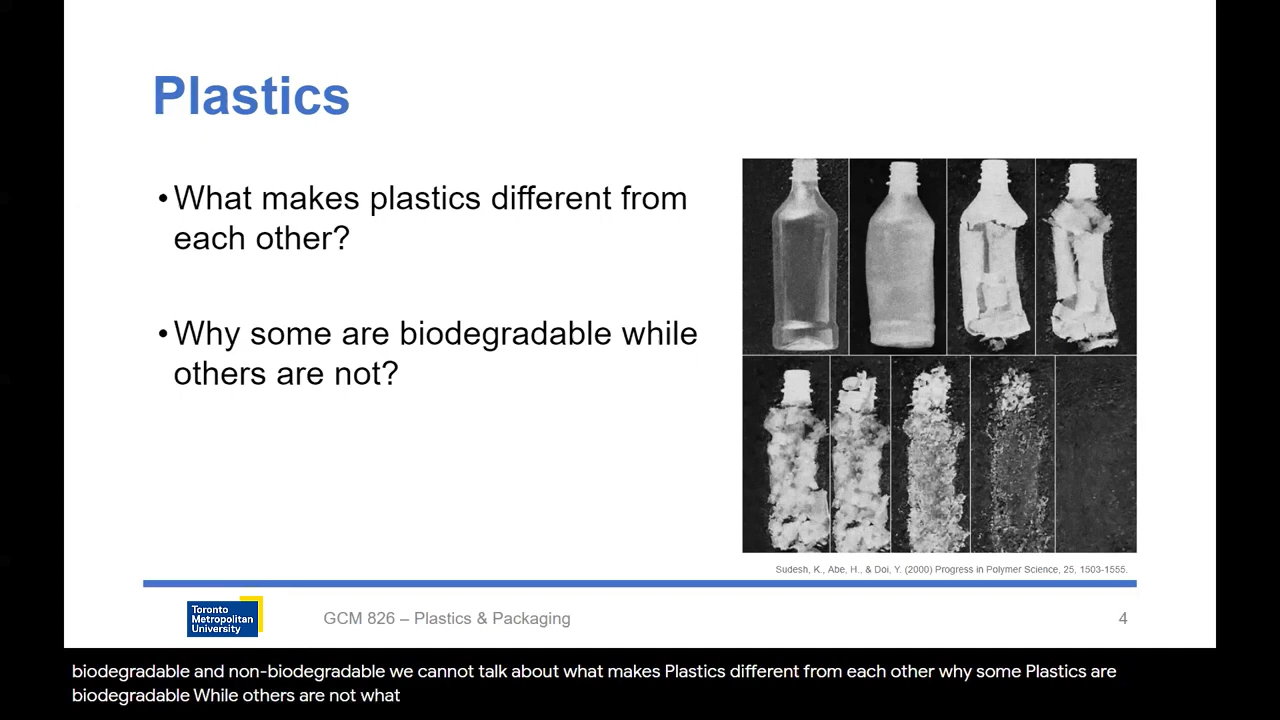 Plastics
•What makes plastics different from
each other?
•Why some are biodegradable while
others are not?
Sudesh, K., Abe, H., & Doi, Y. (2000) Progress in Polymer Science, 25, 1503-1555.
Toronto
Metropolitan
University
GCM 826 – Plastics & Packaging
4
biodegradable and non-biodegradable we cannot talk about what makes Plastics different from each other why some Plastics are
biodegradable While others are not what